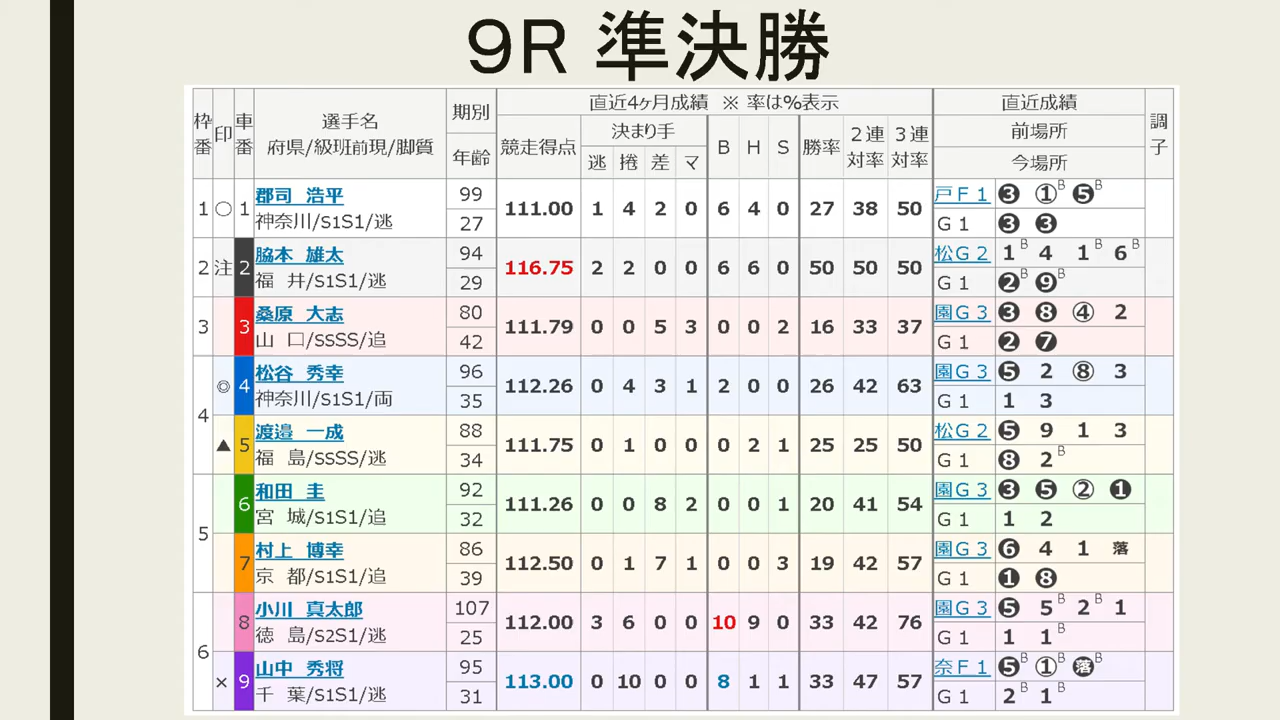 9R 準決勝
枠番 印 車番 選手名 府県/級班前現/脚質 期別 年齢 直近4ヶ月成績 ※ 率は%表示 直近成績 調子
競走得点 決まり手 B H S 勝率 2連対率 3連対率 前場所
逃 捲 差 マ 今場所
1 ○ 1 郡司 浩平 99 111.00 1 4 2 0 6 4 0 27 38 50 戸F1 ❸ ①B ❺B
神奈川/S1S1/逃 27 G1 ❸ ❸
2 注 2 脇本 雄太 94 116.75 2 2 0 0 6 6 0 50 50 50 松G2 1B 4 1B 6B
福 井/S1S1/逃 29 G1 ❷B ❾B
3 3 桑原 大志 80 111.79 0 0 5 3 0 0 2 16 33 37 園G3 ❸ ❽ ④ 2
山 口/SSSS/追 42 G1 ❷ ❼
4 ◎ 4 松谷 秀幸 96 112.26 0 4 3 1 2 0 0 26 42 63 園G3 ❺ 2 ⑧ 3
神奈川/S1S1/両 35 G1 1 3
▲ 5 渡邉 一成 88 111.75 0 1 0 0 0 2 1 25 25 50 松G2 ❺ 9 1 3
福 島/SSSS/逃 34 G1 ❽ 2B
5 6 和田 圭 92 111.26 0 0 8 2 0 0 1 20 41 54 園G3 ❸ ❺ ② ❶
宮 城/S1S1/追 32 G1 1 2
7 村上 博幸 86 112.50 0 1 7 1 0 0 3 19 42 57 園G3 ❻ 4 1 落
京 都/S1S1/追 39 G1 ❶ ❽
6 8 小川 真太郎 107 112.00 3 6 0 0 10 9 0 33 42 76 園G3 ❺ 5B 2B 1
徳 島/S2S1/逃 25 G1 1 1B
× 9 山中 秀将 95 113.00 0 10 0 0 8 1 1 33 47 57 奈F1 ❺B ①B 落B
千 葉/S1S1/逃 31 G1 2B 1B